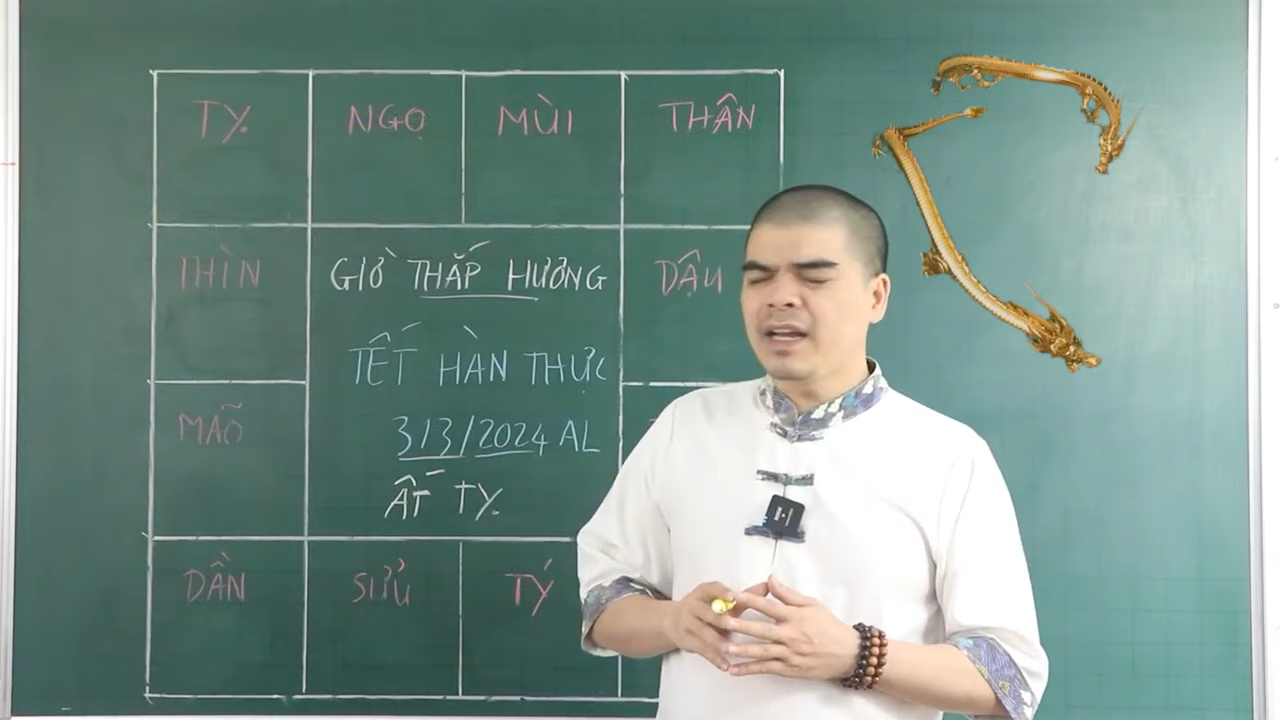 TỴ NGỌ MÙI THÂN
THÌN
GIỜ THẮP HƯƠNG
DẬU
TẾT HÀN THỰC
MÃO
3/3/2024 AL
ẤT TỴ
DẦN SỬU TÝ